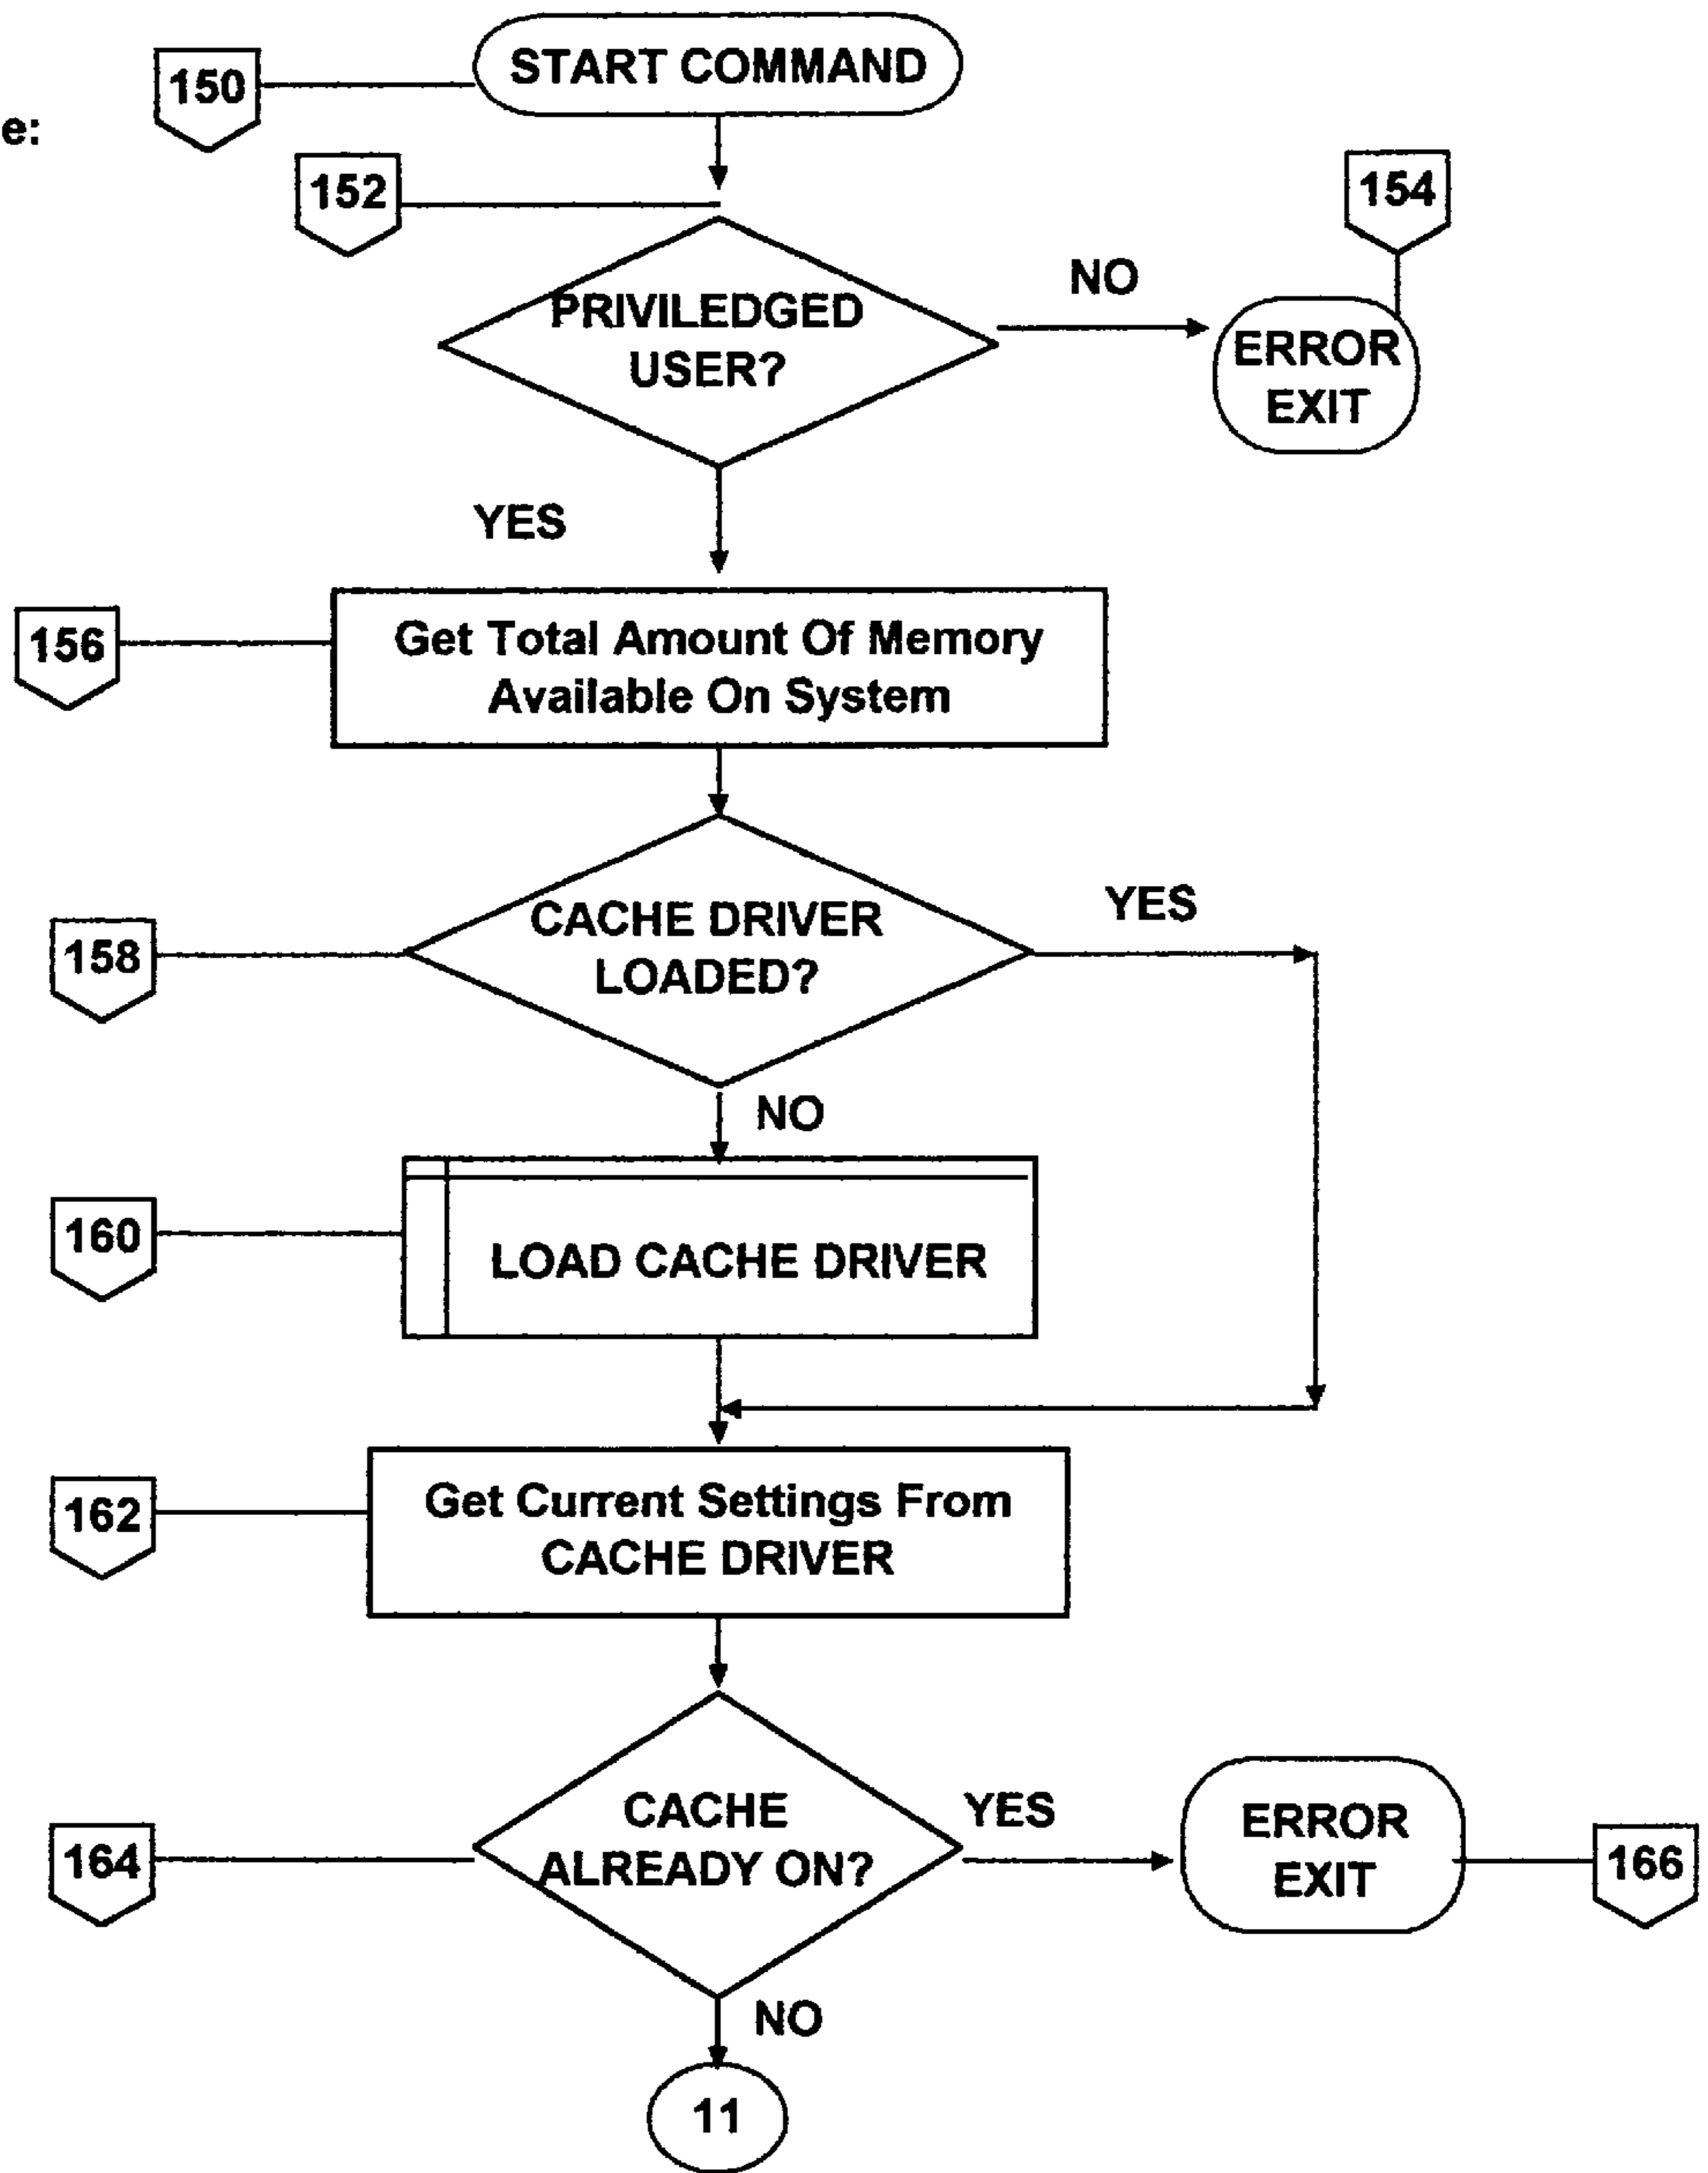 START COMMAND
150
e:
152
154
PRIVILEDGED
USER?
NO
ERROR
EXIT
YES
156
Get Total Amount Of Memory
Available On System
158
CACHE DRIVER
LOADED?
YES
NO
160
LOAD CACHE DRIVER
162
Get Current Settings From
CACHE DRIVER
164
CACHE
ALREADY ON?
YES
ERROR
EXIT
166
NO
11